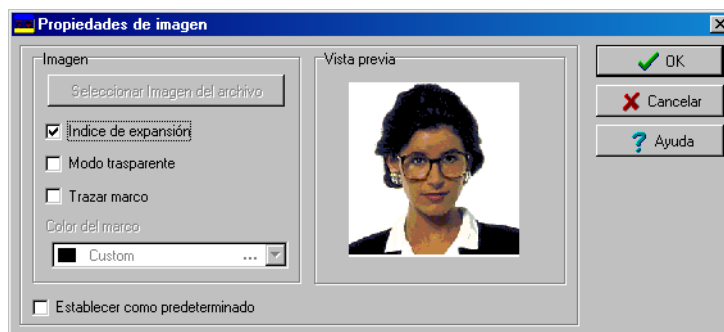 Propiedades de imagen
Imagen
Seleccionar Imagen del archivo
Indice de expansión
Modo trasparente
Trazar marco
Color del marco
Custom ...
Establecer como predeterminado
Vista previa
OK
Cancelar
Ayuda